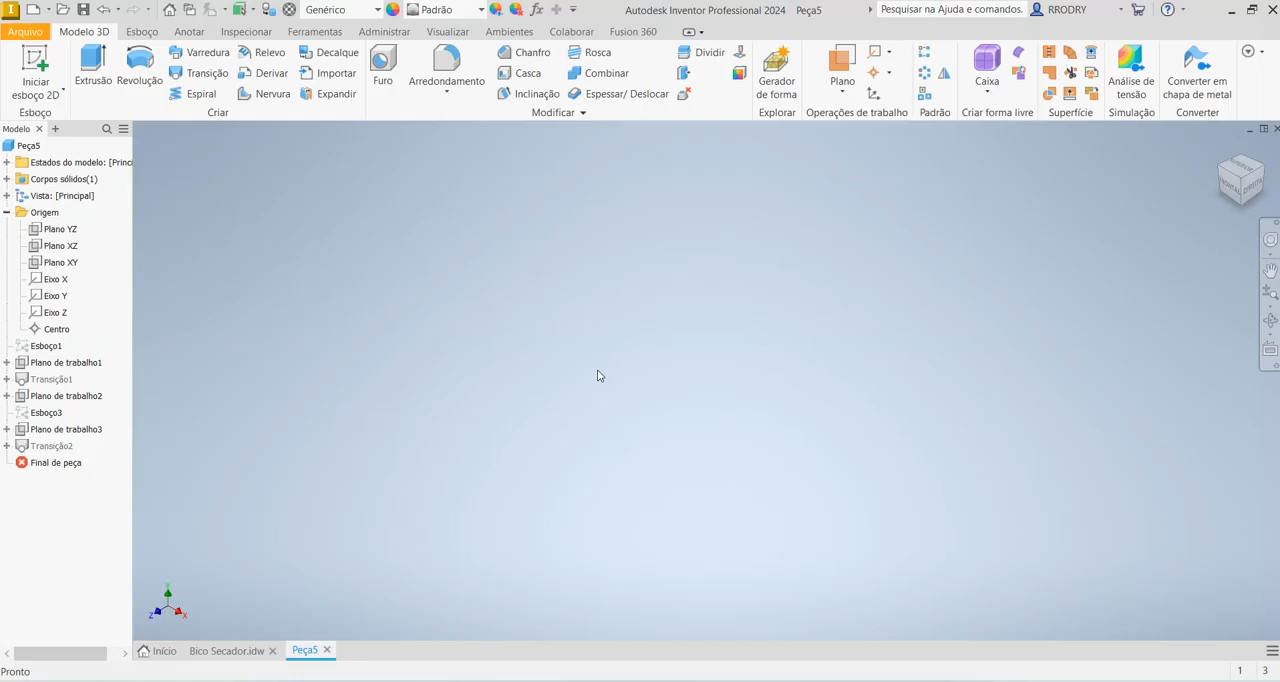 Genérico
Padrão
Autodesk Inventor Professional 2024 Peça5
Pesquisar na Ajuda e comandos.
RRODRY
Arquivo Modelo 3D Esboço Anotar Inspecionar Ferramentas Administrar Visualizar Ambientes Colaborar Fusion 360
Iniciar
esboço 2D
Esboço
Extrusão
Revolução
Varredura
Relevo
Decalque
Transição
Derivar
Importar
Espiral
Nervura
Expandir
Criar
Furo
Arredondamento
Chanfro
Rosca
Dividir
Casca
Combinar
Inclinação
Espessar/ Deslocar
Modificar
Gerador
de forma
Explorar
Plano
Operações de trabalho
Padrão
Caixa
Criar forma livre
Superfície
Análise de
tensão
Simulação
Converter em
chapa de metal
Converter
Modelo
Peça5
Estados do modelo: [Princi
Corpos sólidos(1)
Vista: [Principal]
Origem
Plano YZ
Plano XZ
Plano XY
Eixo X
Eixo Y
Eixo Z
Centro
Esboço1
Plano de trabalho1
Transição1
Plano de trabalho2
Esboço3
Plano de trabalho3
Transição2
Final de peça
FRONTAL
DIREITA
Y
Z
X
Início
Bico Secador.idw
Peça5
Pronto
1
3